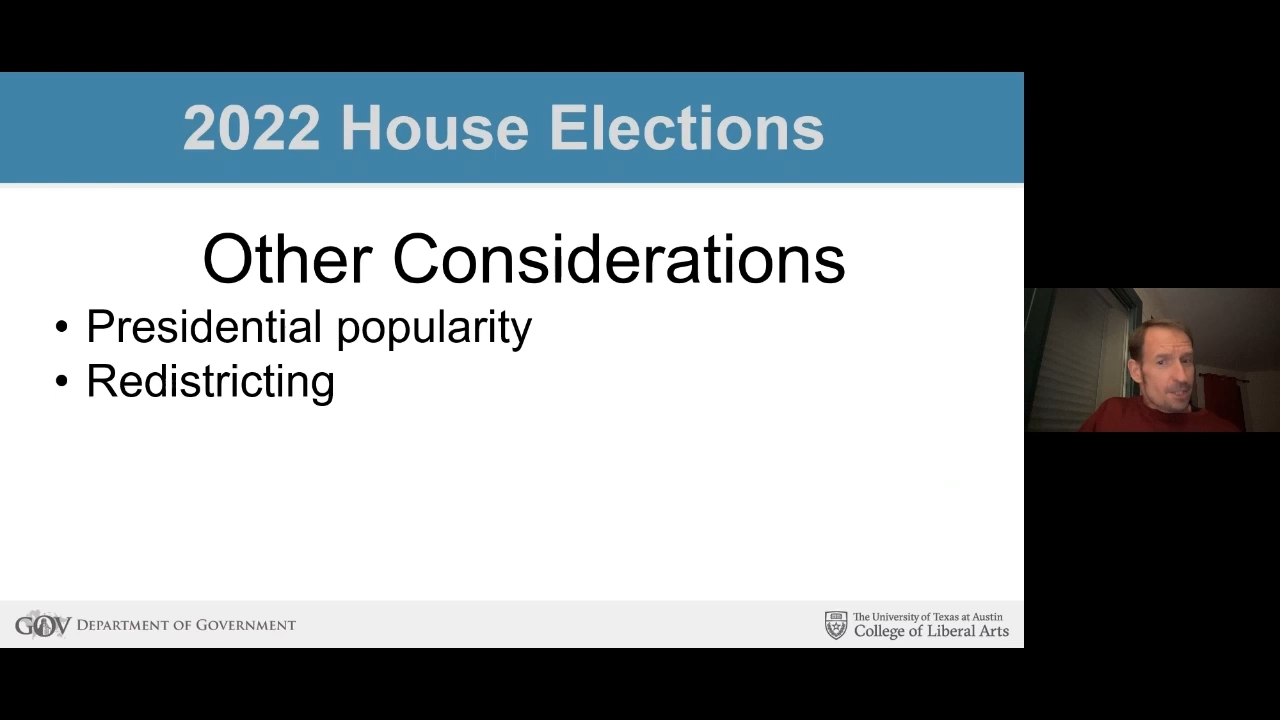 2022 House Elections
Other Considerations
• Presidential popularity
• Redistricting
GOV DEPARTMENT OF GOVERNMENT
The University of Texas at Austin
College of Liberal Arts